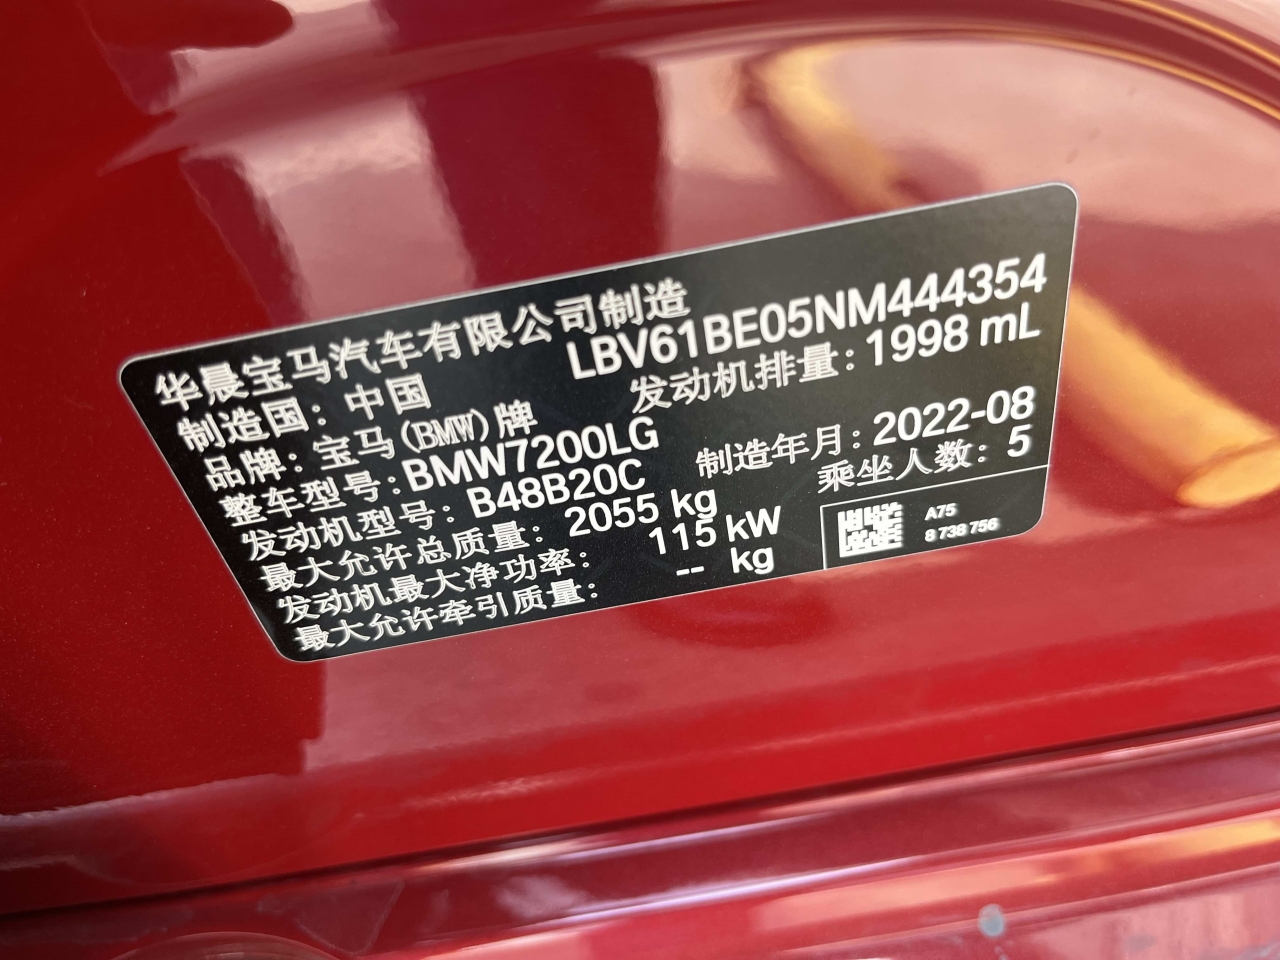 华晨宝马汽车有限公司制造
制造国：中国 LBV61BE05NM444354
品牌：宝马(BMW)牌 发动机排量：1998 mL
整车型号：BMW7200LG
发动机型号：B48B20C 制造年月：2022-08
最大允许总质量：2055 kg 乘坐人数：5
发动机最大净功率：115 kW
最大允许牵引质量：-- kg
A75
8 738 756